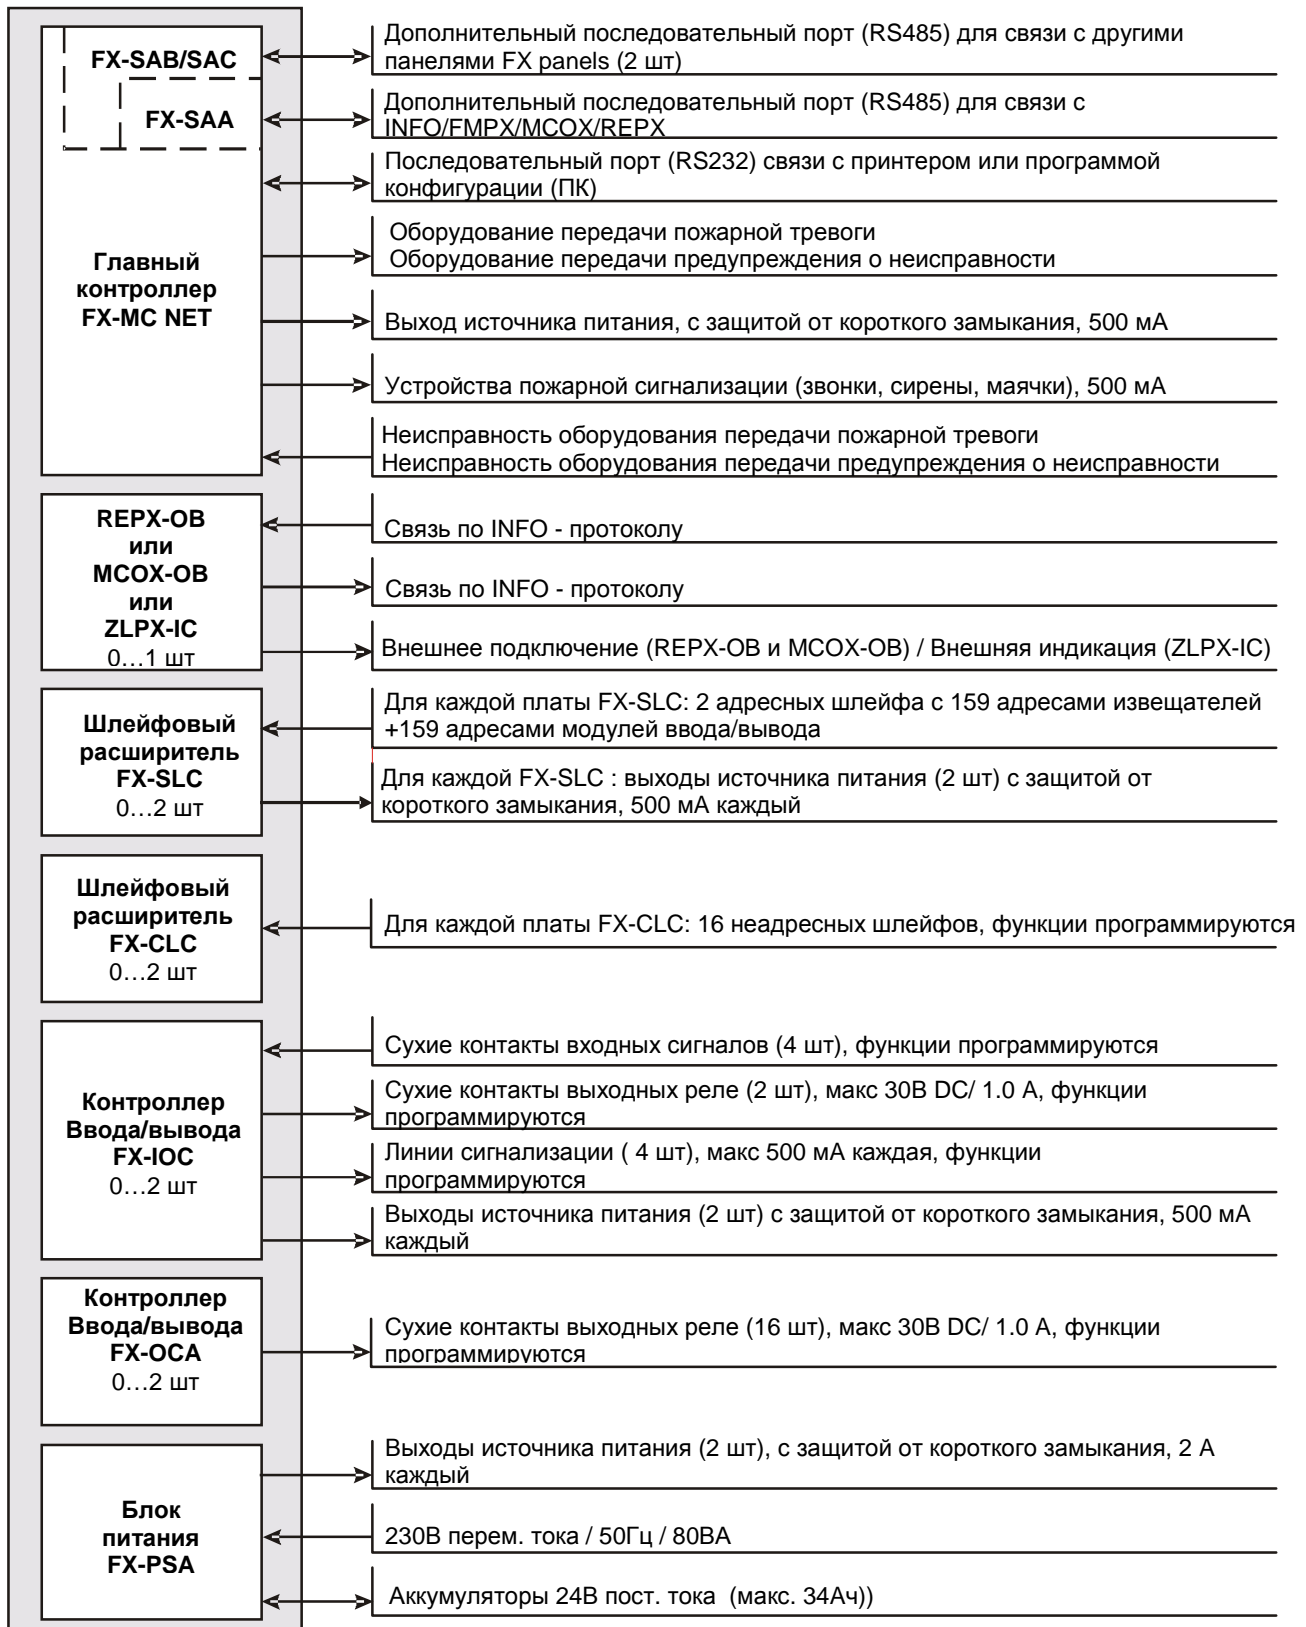 FX-SAB/SAC
Дополнительный последовательный порт (RS485) для связи с другими
панелями FX panels (2 шт)
FX-SAA
Дополнительный последовательный порт (RS485) для связи с
INFO/FMPX/MCOX/REPX
Последовательный порт (RS232) связи с принтером или программой
конфигурации (ПК)
Главный
контроллер
FX-MC NET
Оборудование передачи пожарной тревоги
Оборудование передачи предупреждения о неисправности
Выход источника питания, с защитой от короткого замыкания, 500 мА
Устройства пожарной сигнализации (звонки, сирены, маячки), 500 мА
Неисправность оборудования передачи пожарной тревоги
Неисправность оборудования передачи предупреждения о неисправности
REPX-OB
или
MCOX-OB
или
ZLPX-IC
0…1 шт
Связь по INFO - протоколу
Связь по INFO - протоколу
Внешнее подключение (REPX-OB и MCOX-OB) / Внешняя индикация (ZLPX-IC)
Шлейфовый
расширитель
FX-SLC
0…2 шт
Для каждой платы FX-SLC: 2 адресных шлейфа с 159 адресами извещателей
+159 адресами модулей ввода/вывода
Для каждой FX-SLC : выходы источника питания (2 шт) с защитой от
короткого замыкания, 500 мА каждый
Шлейфовый
расширитель
FX-CLC
0…2 шт
Для каждой платы FX-CLC: 16 неадресных шлейфов, функции программируются
Контроллер
Ввода/вывода
FX-IOC
0…2 шт
Сухие контакты входных сигналов (4 шт), функции программируются
Сухие контакты выходных реле (2 шт), макс 30В DC/ 1.0 A, функции
программируются
Линии сигнализации ( 4 шт), макс 500 мА каждая, функции
программируются
Выходы источника питания (2 шт) с защитой от короткого замыкания, 500 мА
каждый
Контроллер
Ввода/вывода
FX-OCA
0…2 шт
Сухие контакты выходных реле (16 шт), макс 30В DC/ 1.0 A, функции
программируются
Блок
питания
FX-PSA
Выходы источника питания (2 шт), с защитой от короткого замыкания, 2 А
каждый
230В перем. тока / 50Гц / 80ВА
Аккумуляторы 24В пост. тока (макс. 34Ач))